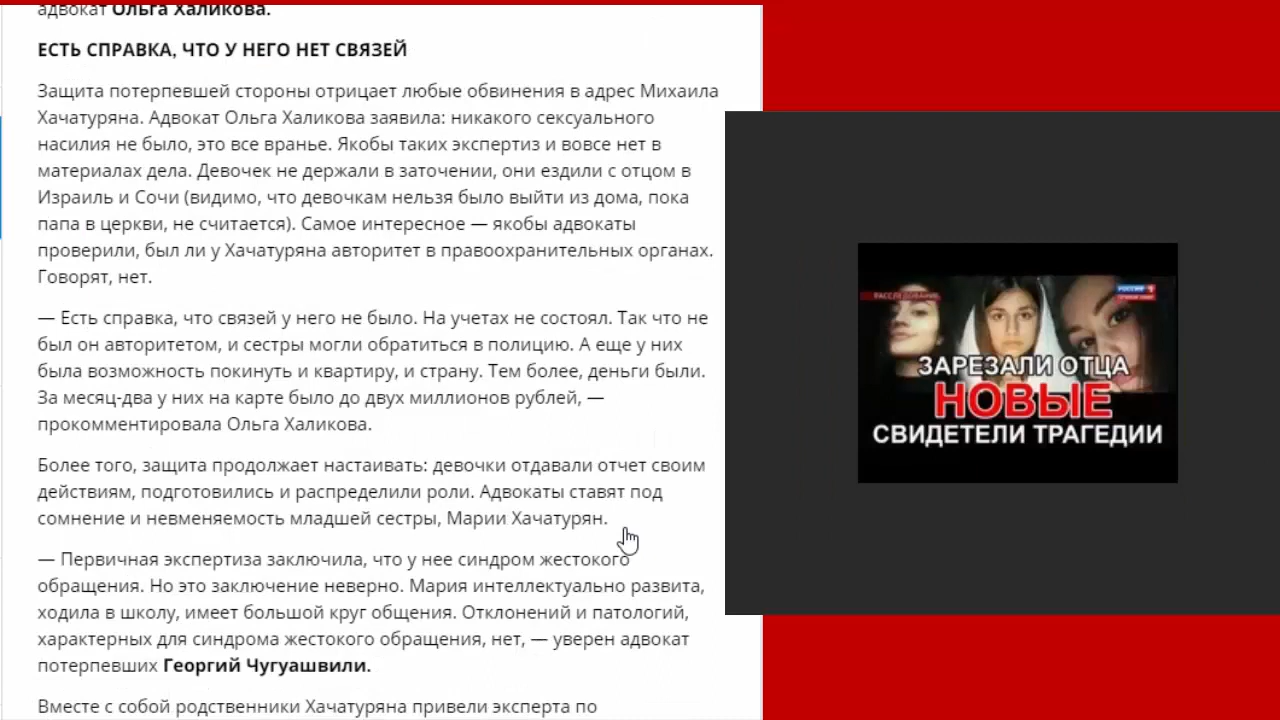 адвокат Ольга Халикова.
ЕСТЬ СПРАВКА, ЧТО У НЕГО НЕТ СВЯЗЕЙ
Защита потерпевшей стороны отрицает любые обвинения в адрес Михаила
Хачатуряна. Адвокат Ольга Халикова заявила: никакого сексуального
насилия не было, это все вранье. Якобы таких экспертиз и вовсе нет в
материалах дела. Девочек не держали в заточении, они ездили с отцом в
Израиль и Сочи (видимо, что девочкам нельзя было выйти из дома, пока
папа в церкви, не считается). Самое интересное — якобы адвокаты
проверили, был ли у Хачатуряна авторитет в правоохранительных органах.
Говорят, нет.
— Есть справка, что связей у него не было. На учетах не состоял. Так что не
был он авторитетом, и сестры могли обратиться в полицию. А еще у них
была возможность покинуть и квартиру, и страну. Тем более, деньги были.
За месяц-два у них на карте было до двух миллионов рублей, —
прокомментировала Ольга Халикова.
Более того, защита продолжает настаивать: девочки отдавали отчет своим
действиям, подготовились и распределили роли. Адвокаты ставят под
сомнение и невменяемость младшей сестры, Марии Хачатурян.
— Первичная экспертиза заключила, что у нее синдром жестокого
обращения. Но это заключение неверно. Мария интеллектуально развита,
ходила в школу, имеет большой круг общения. Отклонений и патологий,
характерных для синдрома жестокого обращения, нет, — уверен адвокат
потерпевших Георгий Чугуашвили.
Вместе с собой родственники Хачатуряна привели эксперта по
РАССЛЕДОВАНИЕ
РОССИЯ 1
ПРЯМОЙ ЭФИР
ЗАРЕЗАЛИ ОТЦА
НОВЫЕ
СВИДЕТЕЛИ ТРАГЕДИИ